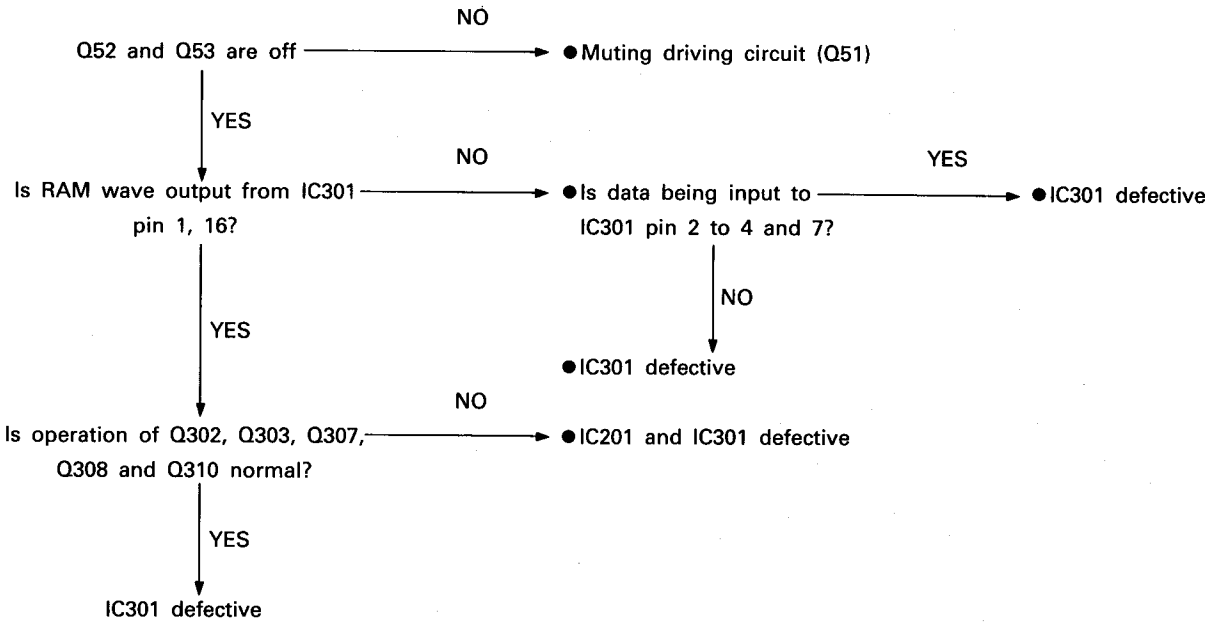 NO
Q52 and Q53 are off
●Muting driving circuit (Q51)
YES
NO
YES
Is RAM wave output from IC301
pin 1, 16?
●Is data being input to
IC301 pin 2 to 4 and 7?
●IC301 defective
NO
YES
●IC301 defective
NO
Is operation of Q302, Q303, Q307,
Q308 and Q310 normal?
●IC201 and IC301 defective
YES
IC301 defective